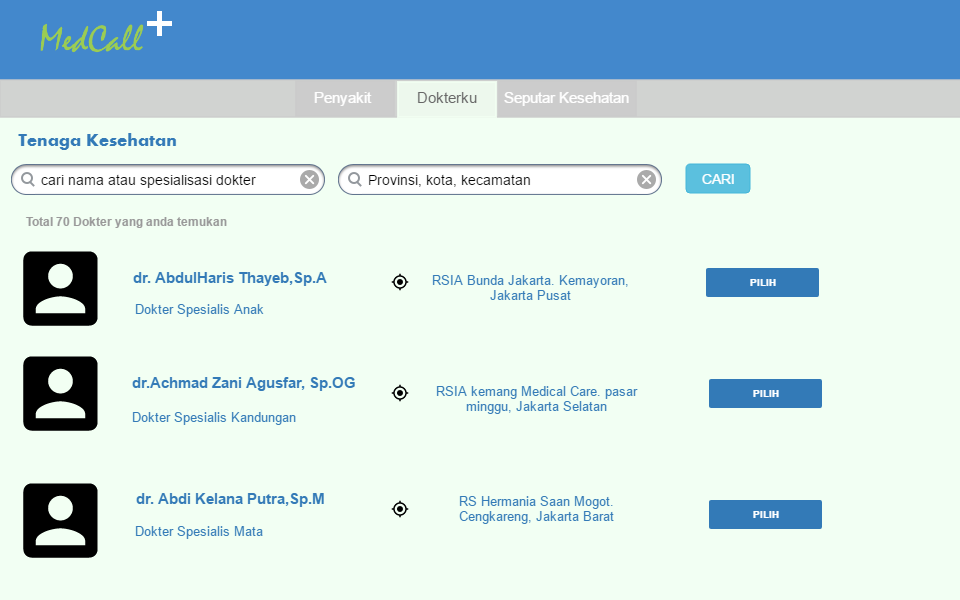 MedCall+
Penyakit
Dokterku
Seputar Kesehatan
Tenaga Kesehatan
cari nama atau spesialisasi dokter
Provinsi, kota, kecamatan
CARI
Total 70 Dokter yang anda temukan
dr. AbdulHaris Thayeb,Sp.A
Dokter Spesialis Anak
RSIA Bunda Jakarta. Kemayoran,
Jakarta Pusat
PILIH
dr.Achmad Zani Agusfar, Sp.OG
Dokter Spesialis Kandungan
RSIA kemang Medical Care. pasar
minggu, Jakarta Selatan
PILIH
dr. Abdi Kelana Putra,Sp.M
Dokter Spesialis Mata
RS Hermania Saan Mogot.
Cengkareng, Jakarta Barat
PILIH